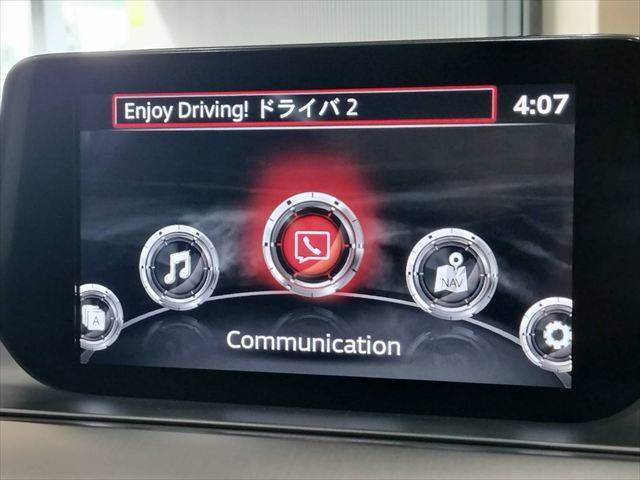 Enjoy Driving! ドライバ 2
4:07
NAV
A
Communication